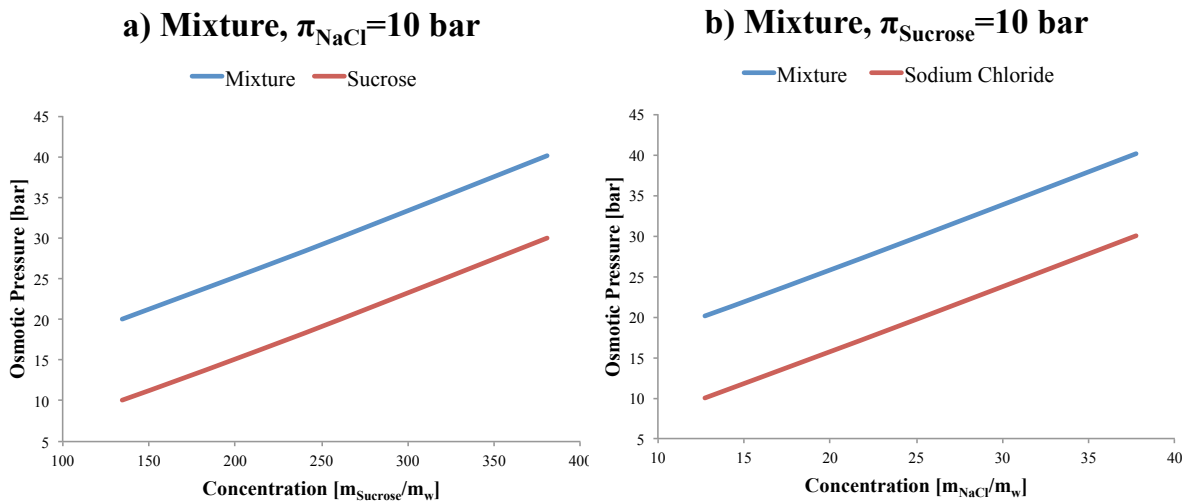 a) Mixture, πNaCl=10 bar
Mixture Sucrose
Osmotic Pressure [bar]
45
40
35
30
25
20
15
10
5
100 150 200 250 300 350 400
Concentration [mSucrose/mw]
b) Mixture, πSucrose=10 bar
Mixture Sodium Chloride
Osmotic Pressure [bar]
45
40
35
30
25
20
15
10
5
10 15 20 25 30 35 40
Concentration [mNaCl/mw]